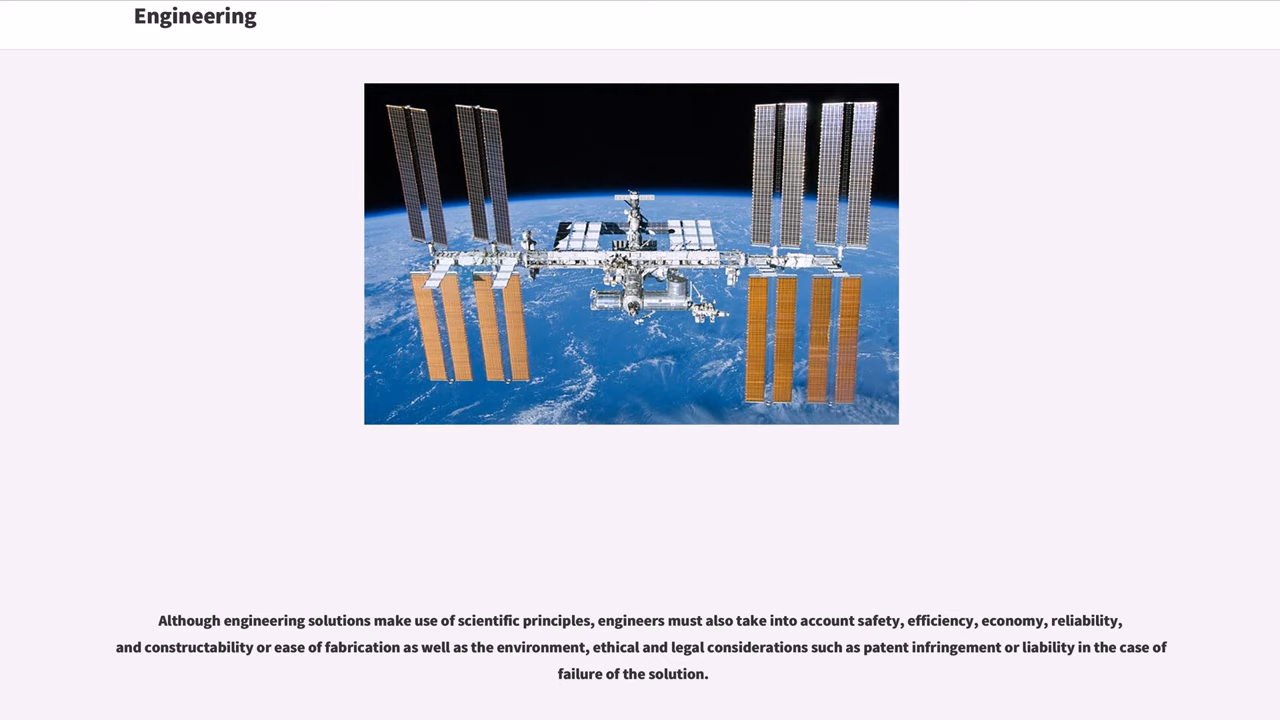 Engineering
Although engineering solutions make use of scientific principles, engineers must also take into account safety, efficiency, economy, reliability,
and constructability or ease of fabrication as well as the environment, ethical and legal considerations such as patent infringement or liability in the case of
failure of the solution.